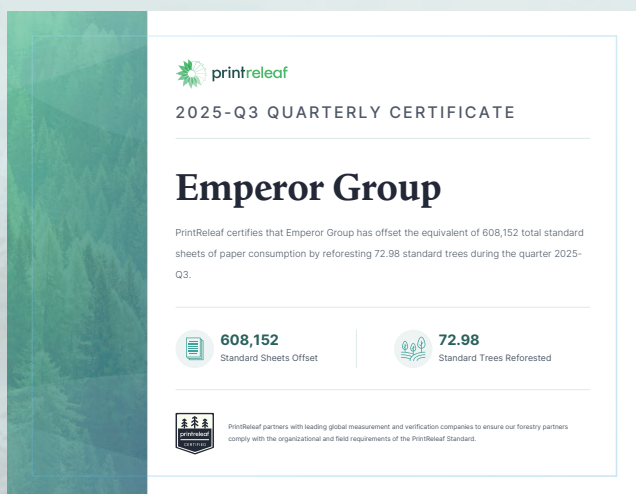 printreleaf
2025-Q3 QUARTERLY CERTIFICATE
Emperor Group
PrintReleaf certifies that Emperor Group has offset the equivalent of 608,152 total standard
sheets of paper consumption by reforesting 72.98 standard trees during the quarter 2025-
Q3.
608,152
Standard Sheets Offset
72.98
Standard Trees Reforested
printreleaf
CERTIFIED
PrintReleaf partners with leading global measurement and verification companies to ensure our forestry partners
comply with the organizational and field requirements of the PrintReleaf Standard.